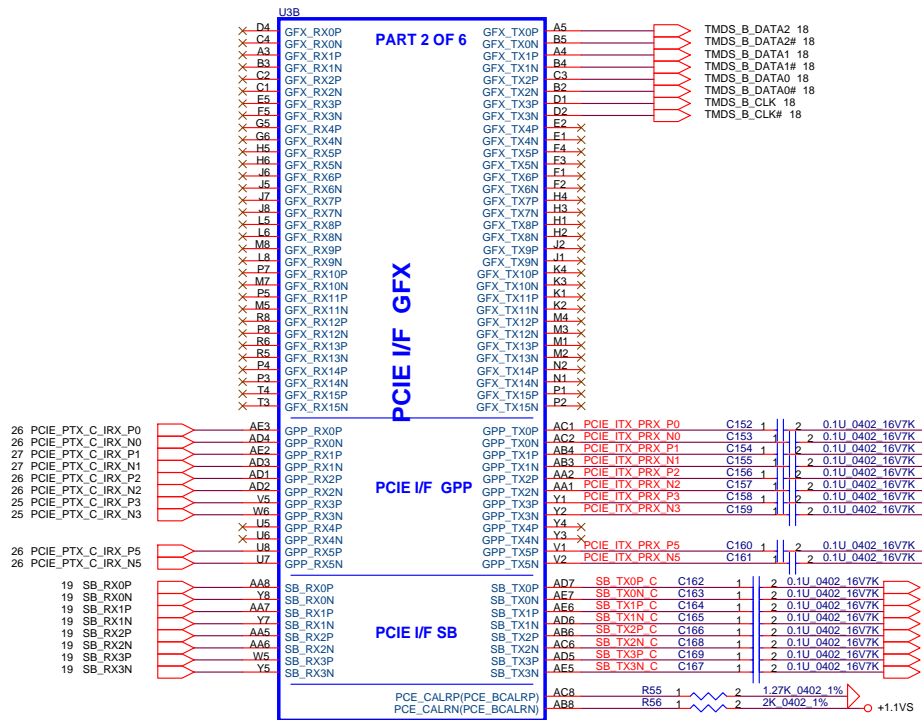 U3B
PART 2 OF 6
D4 GFX_RX0P GFX_TX0P A5 TMDS_B_DATA2 18
C4 GFX_RX0N GFX_TX0N B5 TMDS_B_DATA2# 18
A3 GFX_RX1P GFX_TX1P A4 TMDS_B_DATA1 18
B3 GFX_RX1N GFX_TX1N B4 TMDS_B_DATA1# 18
C2 GFX_RX2P GFX_TX2P C3 TMDS_B_DATA0 18
C1 GFX_RX2N GFX_TX2N B2 TMDS_B_DATA0# 18
E5 GFX_RX3P GFX_TX3P D1 TMDS_B_CLK 18
F5 GFX_RX3N GFX_TX3N D2 TMDS_B_CLK# 18
G5 GFX_RX4P GFX_TX4P E2
G6 GFX_RX4N GFX_TX4N E1
H5 GFX_RX5P GFX_TX5P F4
H6 GFX_RX5N GFX_TX5N F3
J6 GFX_RX6P GFX_TX6P F1
J5 GFX_RX6N GFX_TX6N F2
J7 GFX_RX7P GFX_TX7P H4
J8 GFX_RX7N GFX_TX7N H3
L5 GFX_RX8P GFX_TX8P H1
L6 GFX_RX8N GFX_TX8N H2
M8 GFX_RX9P GFX_TX9P J2
L8 GFX_RX9N GFX_TX9N J1
P7 GFX_RX10P GFX_TX10P K4
M7 GFX_RX10N GFX_TX10N K3
P5 GFX_RX11P GFX_TX11P K1
M5 GFX_RX11N GFX_TX11N K2
R8 GFX_RX12P GFX_TX12P M4
P8 GFX_RX12N GFX_TX12N M3
R6 GFX_RX13P GFX_TX13P M1
R5 GFX_RX13N GFX_TX13N M2
P4 GFX_RX14P GFX_TX14P N2
P3 GFX_RX14N GFX_TX14N N1
T4 GFX_RX15P GFX_TX15P P1
T3 GFX_RX15N GFX_TX15N P2
PCIE I/F GFX
26 PCIE_PTX_C_IRX_P0 AE3 GPP_RX0P GPP_TX0P AC1 PCIE_ITX_PRX_P0 C152 1 2 0.1U_0402_16V7K
26 PCIE_PTX_C_IRX_N0 AD4 GPP_RX0N GPP_TX0N AC2 PCIE_ITX_PRX_N0 C153 1 2 0.1U_0402_16V7K
27 PCIE_PTX_C_IRX_P1 AE2 GPP_RX1P GPP_TX1P AB4 PCIE_ITX_PRX_P1 C154 1 2 0.1U_0402_16V7K
27 PCIE_PTX_C_IRX_N1 AD3 GPP_RX1N GPP_TX1N AB3 PCIE_ITX_PRX_N1 C155 1 2 0.1U_0402_16V7K
26 PCIE_PTX_C_IRX_P2 AD1 GPP_RX2P GPP_TX2P AA2 PCIE_ITX_PRX_P2 C156 1 2 0.1U_0402_16V7K
26 PCIE_PTX_C_IRX_N2 AD2 GPP_RX2N GPP_TX2N AA1 PCIE_ITX_PRX_N2 C157 1 2 0.1U_0402_16V7K
25 PCIE_PTX_C_IRX_P3 V5 GPP_RX3P GPP_TX3P Y1 PCIE_ITX_PRX_P3 C158 1 2 0.1U_0402_16V7K
25 PCIE_PTX_C_IRX_N3 W6 GPP_RX3N GPP_TX3N Y2 PCIE_ITX_PRX_N3 C159 1 2 0.1U_0402_16V7K
U5 GPP_RX4P GPP_TX4P Y4
U6 GPP_RX4N GPP_TX4N Y3
26 PCIE_PTX_C_IRX_P5 U8 GPP_RX5P GPP_TX5P V1 PCIE_ITX_PRX_P5 C160 1 2 0.1U_0402_16V7K
26 PCIE_PTX_C_IRX_N5 U7 GPP_RX5N GPP_TX5N V2 PCIE_ITX_PRX_N5 C161 1 2 0.1U_0402_16V7K
PCIE I/F GPP
19 SB_RX0P AA8 SB_RX0P SB_TX0P AD7 SB_TX0P_C C162 1 2 0.1U_0402_16V7K
19 SB_RX0N Y8 SB_RX0N SB_TX0N AE7 SB_TX0N_C C163 1 2 0.1U_0402_16V7K
19 SB_RX1P AA7 SB_RX1P SB_TX1P AE6 SB_TX1P_C C164 1 2 0.1U_0402_16V7K
19 SB_RX1N Y7 SB_RX1N SB_TX1N AD6 SB_TX1N_C C165 1 2 0.1U_0402_16V7K
19 SB_RX2P AA5 SB_RX2P SB_TX2P AB6 SB_TX2P_C C166 1 2 0.1U_0402_16V7K
19 SB_RX2N AA6 SB_RX2N SB_TX2N AC6 SB_TX2N_C C168 1 2 0.1U_0402_16V7K
19 SB_RX3P W5 SB_RX3P SB_TX3P AD5 SB_TX3P_C C169 1 2 0.1U_0402_16V7K
19 SB_RX3N Y5 SB_RX3N SB_TX3N AE5 SB_TX3N_C C167 1 2 0.1U_0402_16V7K
PCIE I/F SB
PCE_CALRP(PCE_BCALRP) AC8 R55 1 2 1.27K_0402_1%
PCE_CALRN(PCE_BCALRN) AB8 R56 1 2 2K_0402_1% +1.1VS